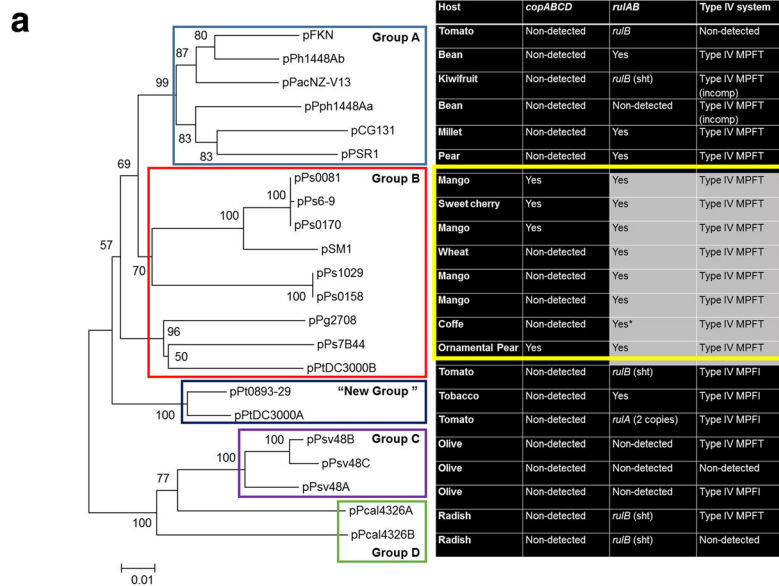 a
Host copABCD rulAB Type IV system
pFKN Group A Tomato Non-detected rulB Non-detected
80
87
pPh1448Ab Bean Non-detected Yes Type IV MPFT
99
pPacNZ-V13 Kiwifruit Non-detected rulB (sht) Type IV MPFT (incomp)
pPph1448Aa Bean Non-detected Non-detected Type IV MPFT (incomp)
83
pCG131 Millet Non-detected Yes Type IV MPFT
83
pPSR1 Pear Non-detected Yes Type IV MPFT
69
pPs0081 Group B Mango Yes Yes Type IV MPFT
100
pPs6-9 Sweet cherry Yes Yes Type IV MPFT
pPs0170 Mango Yes Yes Type IV MPFT
100
57
pSM1 Wheat Non-detected Yes Type IV MPFT
70
pPs1029 Mango Non-detected Yes Type IV MPFT
100
pPs0158 Mango Non-detected Yes Type IV MPFT
pPg2708 Coffe Non-detected Yes* Type IV MPFT
96
pPs7B44 Ornamental Pear Yes Yes Type IV MPFT
50
pPtDC3000B Tomato Non-detected rulB (sht) Type IV MPFI
pPt0893-29 “New Group ” Tobacco Non-detected Yes Type IV MPFI
100
pPtDC3000A Tomato Non-detected rulA (2 copies) Type IV MPFI
pPsv48B Group C Olive Non-detected Non-detected Type IV MPFT
100
pPsv48C Olive Non-detected Non-detected Non-detected
100
77
pPsv48A Olive Non-detected Non-detected Type IV MPFI
pPcal4326A Radish Non-detected rulB (sht) Type IV MPFT
100
pPcal4326B Radish Non-detected rulB (sht) Non-detected
Group D
0.01